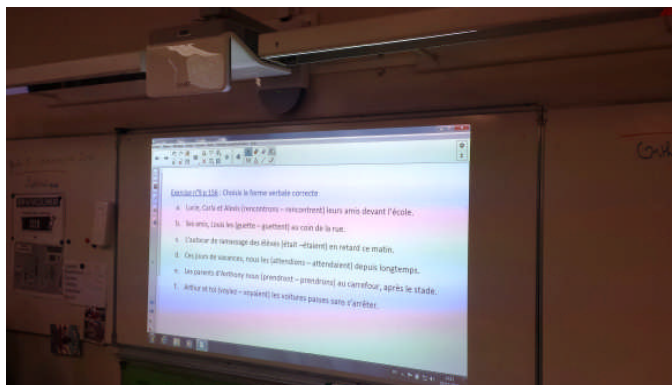 Exercice n°9 p 156 : Choisis la forme verbale correcte
a. Lucie, Carla et Alexis (rencontrons – rencontrent) leurs amis devant l'école.
b. Ses amis, Louis les (guette – guettent) au coin de la rue.
c. L'autocar de ramassage des élèves (était –étaient) en retard ce matin.
d. Ces jours de vacances, nous les (attendions – attendaient) depuis longtemps.
e. Les parents d'Anthony nous (prendront – prendrons) au carrefour, après le stade.
f. Arthur et toi (voyiez – voyaient) les voitures passer sans s'arrêter.